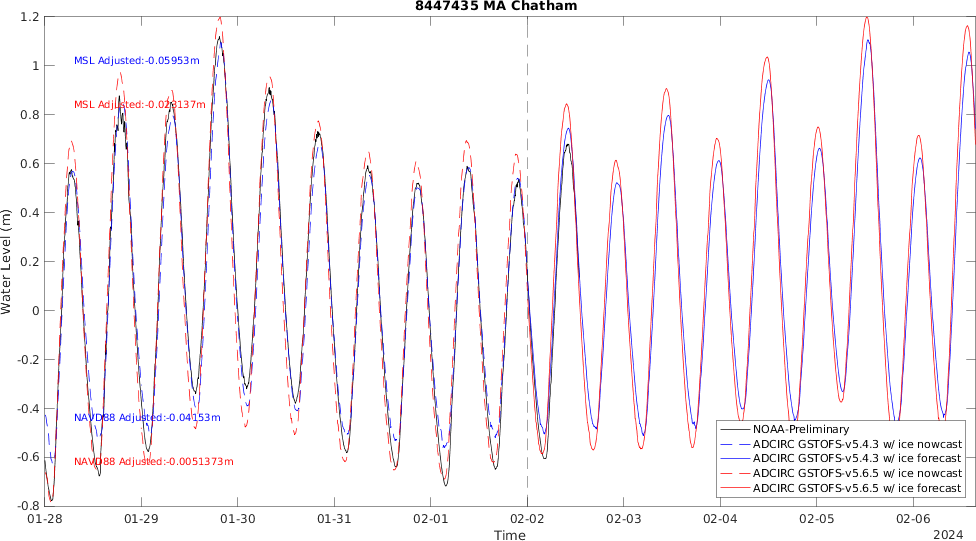 8447435 MA Chatham
1.2
1
0.8
0.6
0.4
0.2
0
-0.2
-0.4
-0.6
-0.8
Water Level (m)
MSL Adjusted:-0.05953m
MSL Adjusted:-0.028137m
NAVD88 Adjusted:-0.04153m
NAVD88 Adjusted:-0.0051373m
NOAA-Preliminary
ADCIRC GSTOFS-v5.4.3 w/ ice nowcast
ADCIRC GSTOFS-v5.4.3 w/ ice forecast
ADCIRC GSTOFS-v5.6.5 w/ ice nowcast
ADCIRC GSTOFS-v5.6.5 w/ ice forecast
01-28 01-29 01-30 01-31 02-01 02-02 02-03 02-04 02-05 02-06
Time
2024